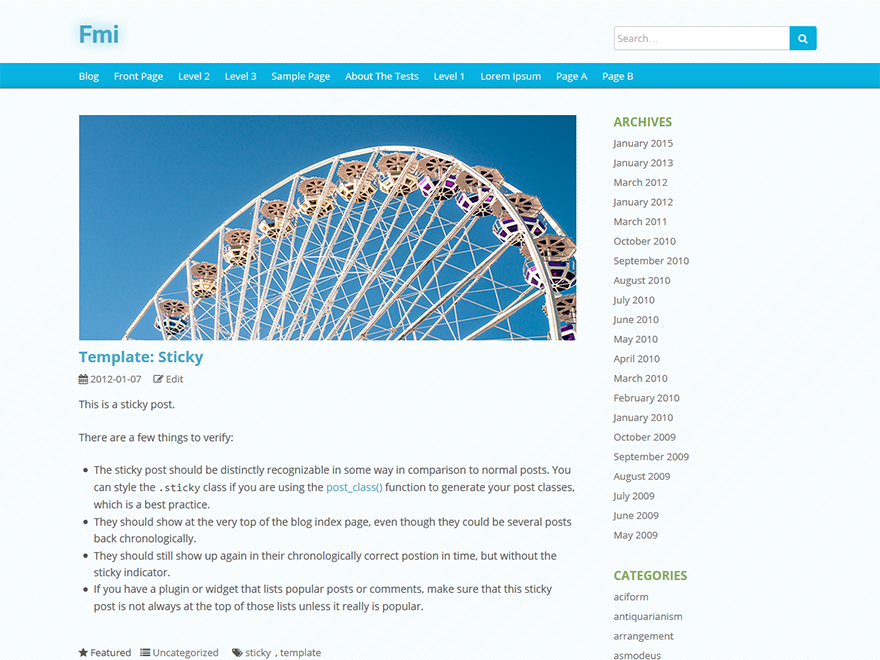 Fmi
Search...
Blog Front Page Level 2 Level 3 Sample Page About The Tests Level 1 Lorem Ipsum Page A Page B
Template: Sticky
2012-01-07 Edit
This is a sticky post.
There are a few things to verify:
The sticky post should be distinctly recognizable in some way in comparison to normal posts. You
can style the .sticky class if you are using the post_class() function to generate your post classes,
which is a best practice.
They should show at the very top of the blog index page, even though they could be several posts
back chronologically.
They should still show up again in their chronologically correct postion in time, but without the
sticky indicator.
If you have a plugin or widget that lists popular posts or comments, make sure that this sticky
post is not always at the top of those lists unless it really is popular.
Featured Uncategorized sticky , template
ARCHIVES
January 2015
January 2013
March 2012
January 2012
March 2011
October 2010
September 2010
August 2010
July 2010
June 2010
May 2010
April 2010
March 2010
February 2010
January 2010
October 2009
September 2009
August 2009
July 2009
June 2009
May 2009
CATEGORIES
aciform
antiquarianism
arrangement
asmodeus